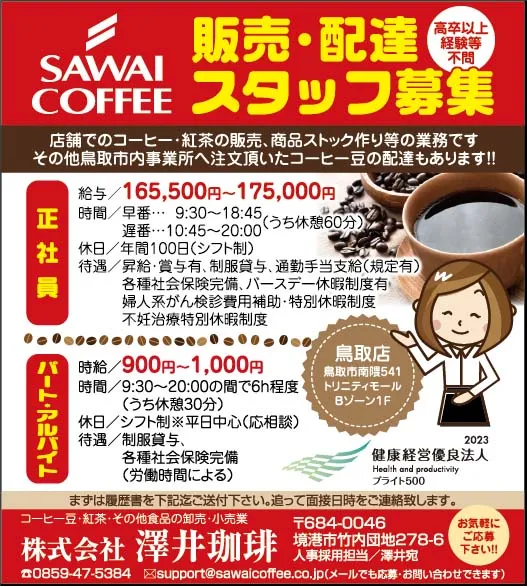 SAWAI
COFFEE
販売・配達
スタッフ募集
高卒以上
経験等
不問
店舗でのコーヒー・紅茶の販売、商品ストック作り等の業務です
その他鳥取市内事業所へ注文頂いたコーヒー豆の配達もあります!!
正社員
給与／165,500円～175,000円
時間／早番… 9:30～18:45
遅番…10:45～20:00
(うち休憩60分)
休日／年間100日(シフト制)
待遇／昇給・賞与有、制服貸与、通勤手当支給(規定有)
各種社会保険完備、バースデー休暇制度有
婦人系がん検診費用補助・特別休暇制度
不妊治療特別休暇制度
パート・アルバイト
時給／900円～1,000円
時間／9:30～20:00の間で6h程度
(うち休憩30分)
休日／シフト制※平日中心(応相談)
待遇／制服貸与、
各種社会保険完備
(労働時間による)
鳥取店
鳥取市南隈541
トリニティモール
Bゾーン1F
2023
健康経営優良法人
Health and productivity
ブライト500
まずは履歴書を下記迄ご送付下さい。追って面接日時をご連絡致します。
コーヒー豆・紅茶・その他食品の卸売・小売業
株式会社 澤井珈琲
〒684-0046
境港市竹内団地278-6
人事採用担当／澤井宛
お気軽に
ご応募
下さい!!
☎0859-47-5384 ✉support@sawaicoffee.co.jp(メールでも応募・お問い合わせできます)